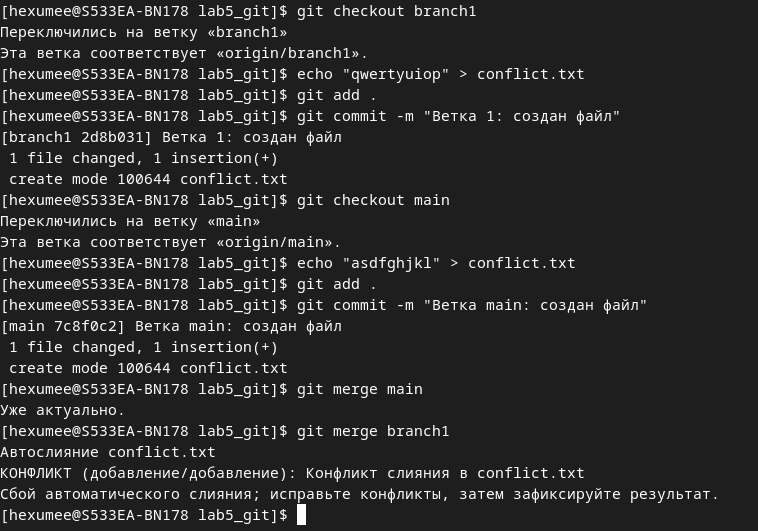 [hexumee@S533EA-BN178 lab5_git]$ git checkout branch1
Переключились на ветку «branch1»
Эта ветка соответствует «origin/branch1».
[hexumee@S533EA-BN178 lab5_git]$ echo "qwertyuiop" > conflict.txt
[hexumee@S533EA-BN178 lab5_git]$ git add .
[hexumee@S533EA-BN178 lab5_git]$ git commit -m "Ветка 1: создан файл"
[branch1 2d8b031] Ветка 1: создан файл
 1 file changed, 1 insertion(+)
 create mode 100644 conflict.txt
[hexumee@S533EA-BN178 lab5_git]$ git checkout main
Переключились на ветку «main»
Эта ветка соответствует «origin/main».
[hexumee@S533EA-BN178 lab5_git]$ echo "asdfghjkl" > conflict.txt
[hexumee@S533EA-BN178 lab5_git]$ git add .
[hexumee@S533EA-BN178 lab5_git]$ git commit -m "Ветка main: создан файл"
[main 7c8f0c2] Ветка main: создан файл
 1 file changed, 1 insertion(+)
 create mode 100644 conflict.txt
[hexumee@S533EA-BN178 lab5_git]$ git merge main
Уже актуально.
[hexumee@S533EA-BN178 lab5_git]$ git merge branch1
Автослияние conflict.txt
КОНФЛИКТ (добавление/добавление): Конфликт слияния в conflict.txt
Сбой автоматического слияния; исправьте конфликты, затем зафиксируйте результат.
[hexumee@S533EA-BN178 lab5_git]$